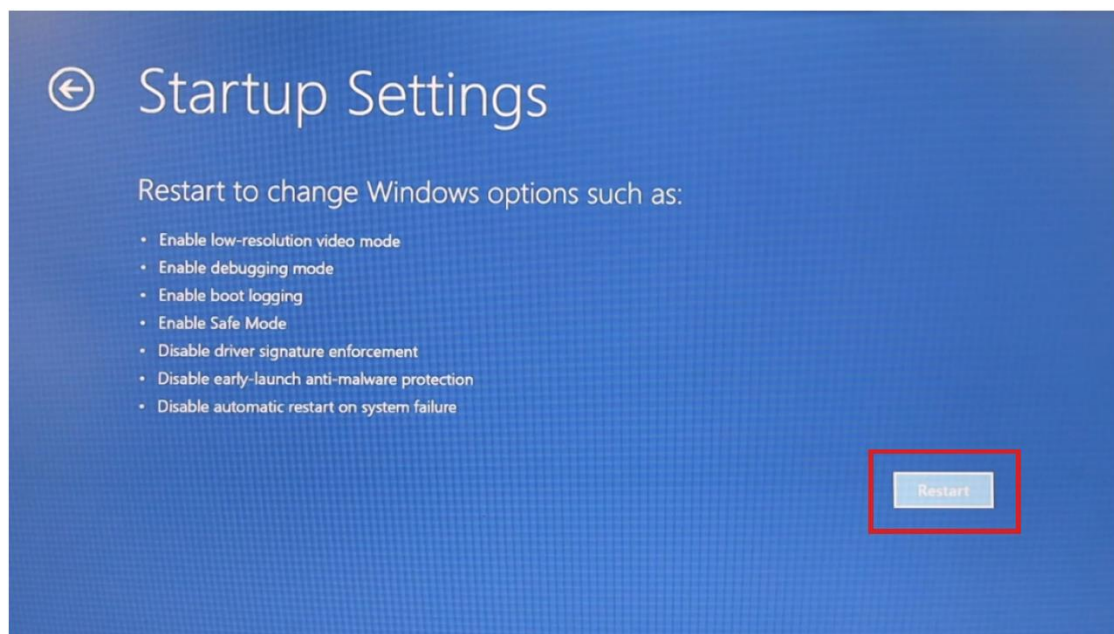 Startup Settings
Restart to change Windows options such as:
• Enable low-resolution video mode
• Enable debugging mode
• Enable boot logging
• Enable Safe Mode
• Disable driver signature enforcement
• Disable early-launch anti-malware protection
• Disable automatic restart on system failure
Restart